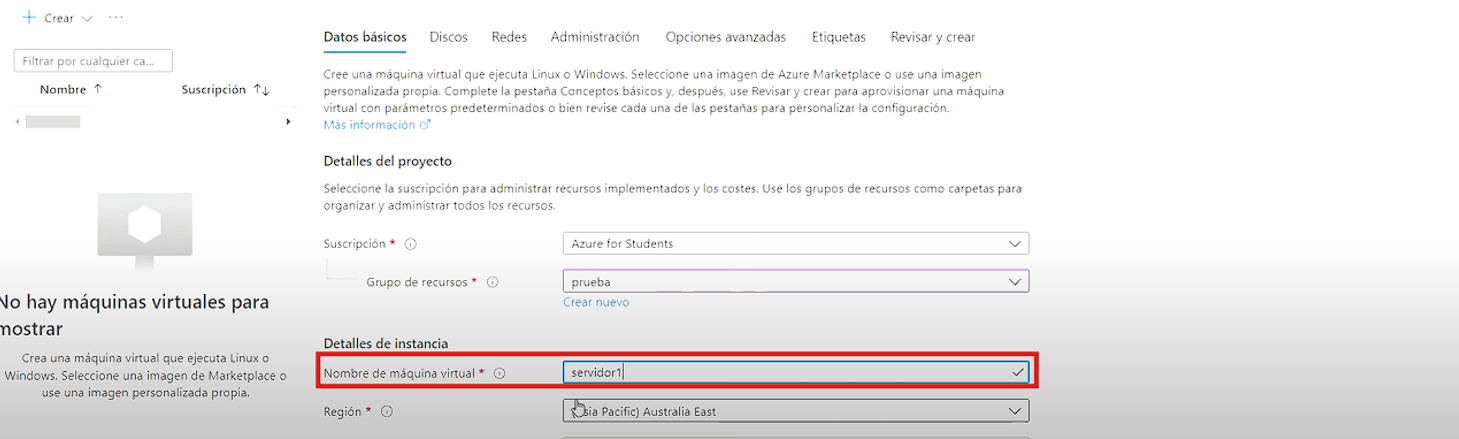 Crear
Filtrar por cualquier ca...
Nombre ↑ Suscripción ↑↓
No hay máquinas virtuales para
mostrar
Crea una máquina virtual que ejecuta Linux o
Windows. Seleccione una imagen de Marketplace o
use una imagen personalizada propia.
Datos básicos Discos Redes Administración Opciones avanzadas Etiquetas Revisar y crear
Cree una máquina virtual que ejecuta Linux o Windows. Seleccione una imagen de Azure Marketplace o use una imagen
personalizada propia. Complete la pestaña Conceptos básicos y, después, use Revisar y crear para aprovisionar una máquina
virtual con parámetros predeterminados o bien revise cada una de las pestañas para personalizar la configuración.
Más información
Detalles del proyecto
Seleccione la suscripción para administrar recursos implementados y los costes. Use los grupos de recursos como carpetas para
organizar y administrar todos los recursos.
Suscripción * Azure for Students
Grupo de recursos * prueba
Crear nuevo
Detalles de instancia
Nombre de máquina virtual * servidor1
Región * Pacific) Australia East